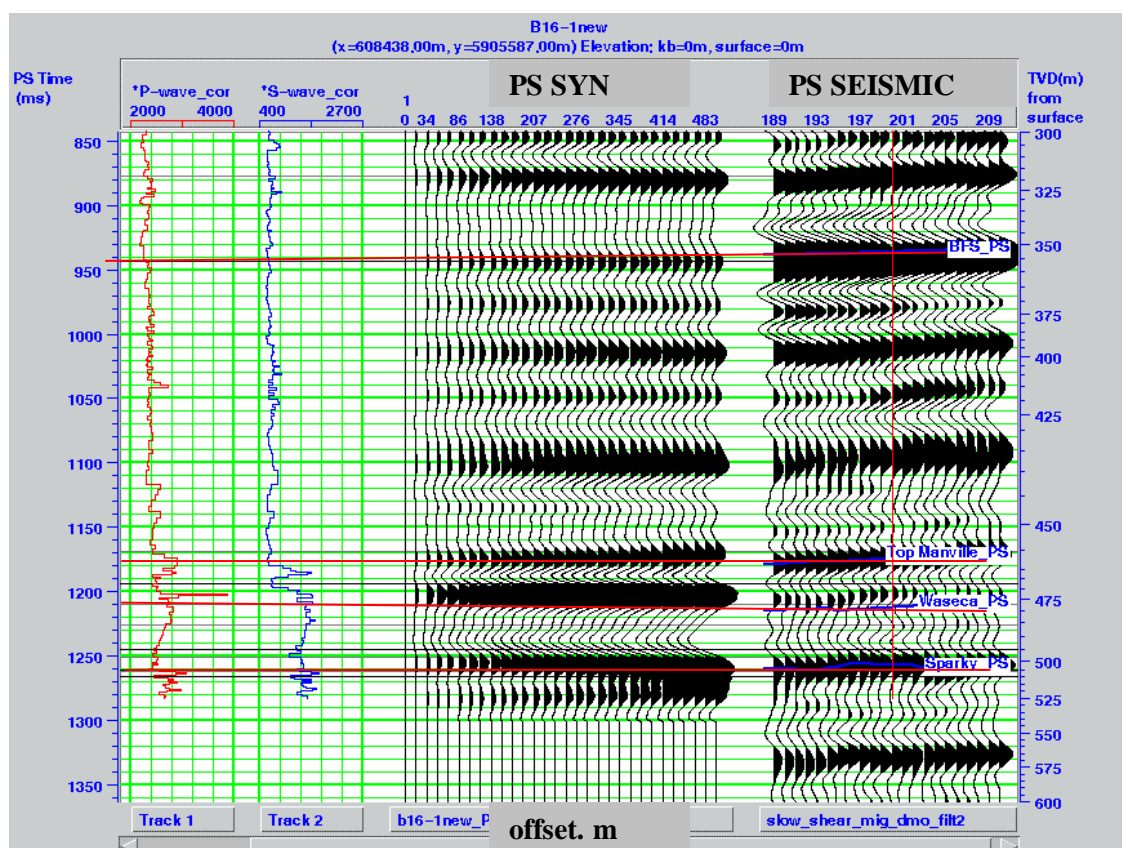 B16-1new
(x=608438.00m, y=5905587.00m) Elevation: kb=0m, surface=0m
PS Time
(ms)
*P-wave_cor
2000 4000
*S-wave_cor
400 2700
1
0 34 86 138 207 276 345 414 483
PS SYN
PS SEISMIC
189 193 197 201 205 209
TVD(m)
from
surface
850
900
950
1000
1050
1100
1150
1200
1250
1300
1350
BFS_PS
Top Manville_PS
Waseca_PS
Sparky_PS
300
325
350
375
400
425
450
475
500
525
550
575
600
Track 1
Track 2
b16-1new_P
offset. m
slow_shear_mig_dmo_filt2